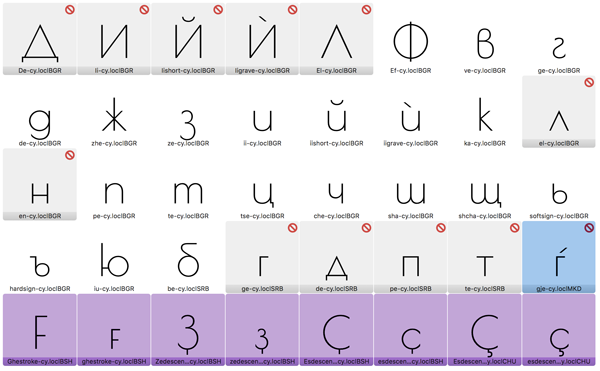 Д И Й Ѝ Л Ф в г
De-cy.loclBGR Ii-cy.loclBGR Iishort-cy.loclBGR Iigrave-cy.loclBGR El-cy.loclBGR Ef-cy.loclBGR ve-cy.loclBGR ge-cy.loclBGR
д ж з и й ѝ к л
de-cy.loclBGR zhe-cy.loclBGR ze-cy.loclBGR ii-cy.loclBGR iishort-cy.loclBGR iigrave-cy.loclBGR ka-cy.loclBGR el-cy.loclBGR
н п т ц ч ш щ ь
en-cy.loclBGR pe-cy.loclBGR te-cy.loclBGR tse-cy.loclBGR che-cy.loclBGR sha-cy.loclBGR shcha-cy.loclBGR softsign-cy.loclBGR
ъ ю б г д п т ѓ
hardsign-cy.loclBGR iu-cy.loclBGR be-cy.loclSRB ge-cy.loclSRB de-cy.loclSRB pe-cy.loclSRB te-cy.loclSRB gje-cy.loclMKD
Ғ ғ Ҙ ҙ Ҫ ҫ Ҫ ҫ
Ghestroke-cy.loclBSH ghestroke-cy.loclBSH Zedescen...cy.loclBSH zedescen...cy.loclBSH Esdescen...cy.loclBSH esdescen...cy.loclBSH Esdescen...cy.loclCHU esdescen...cy.loclCHU